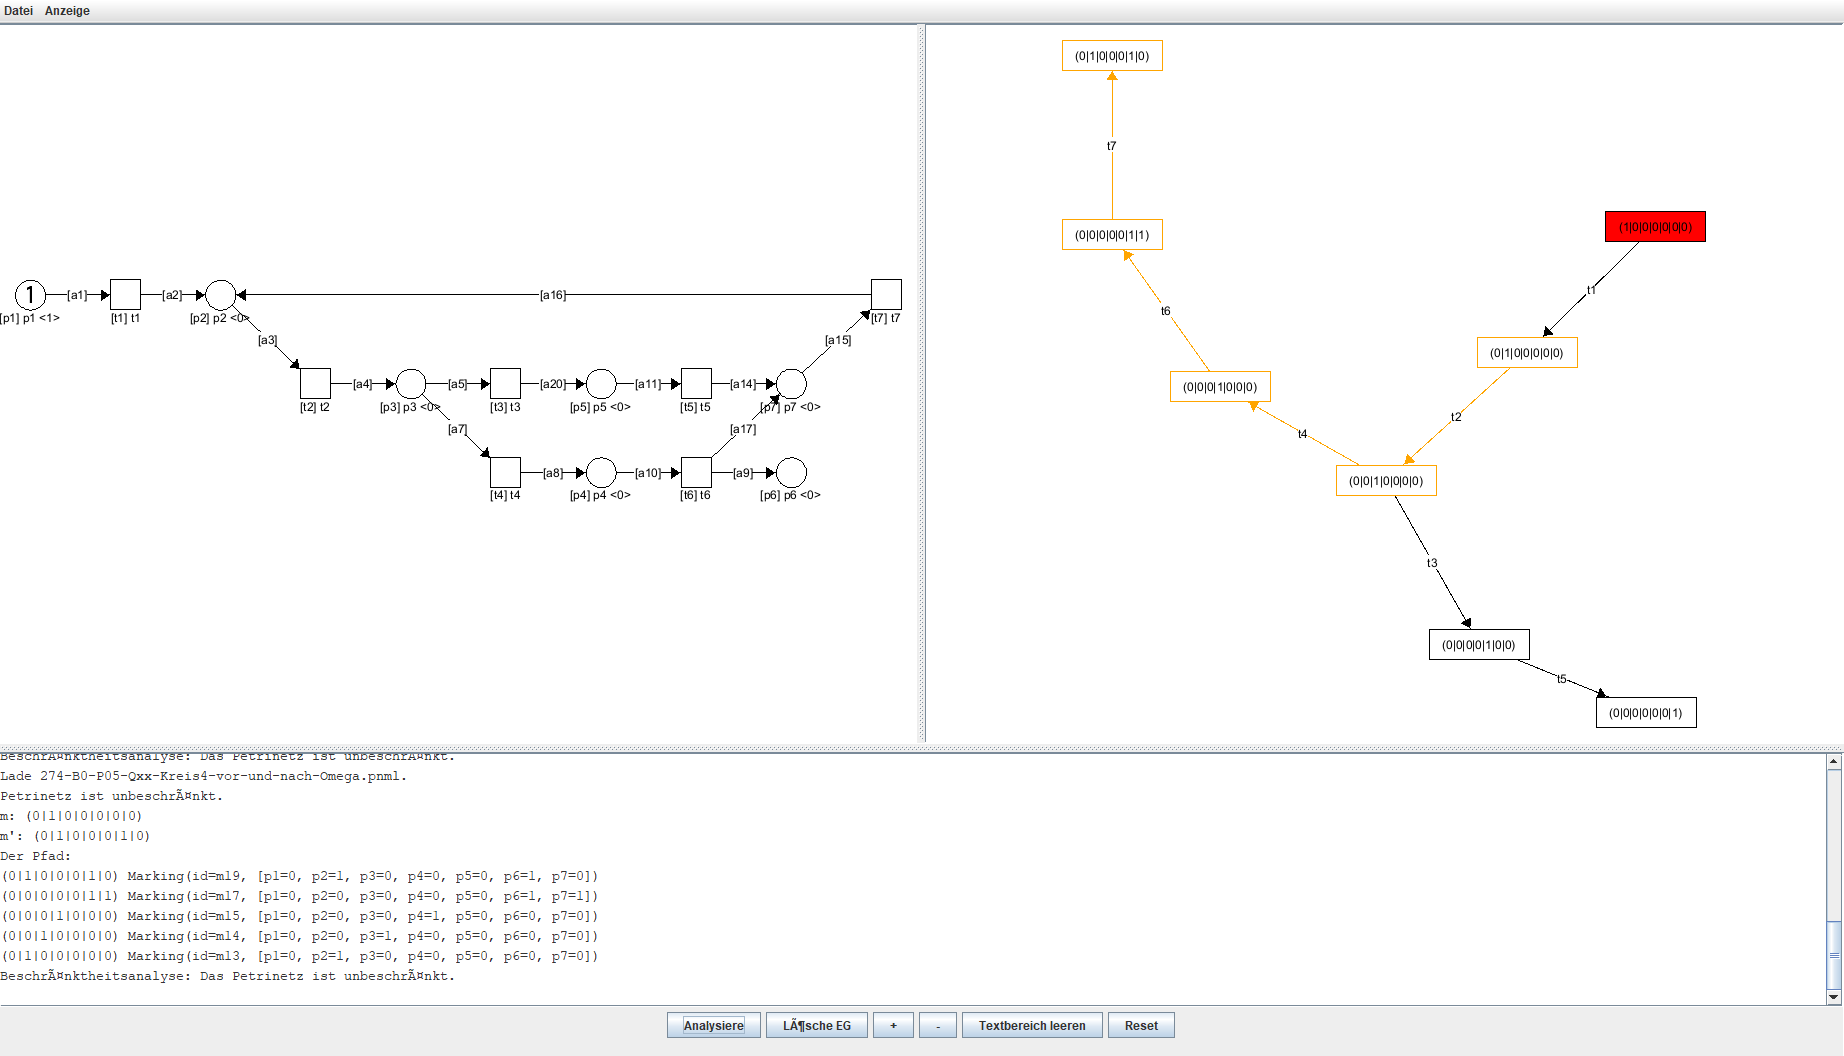 Datei Anzeige
1
[a1]
[a2]
[a16]
[p1] p1 <1>
[t1] t1
[p2] p2 <0>
[t7] t7
[a3]
[a15]
[a4]
[a5]
[a20]
[a11]
[a14]
[t2] t2
[p3] p3 <0>
[t3] t3
[p5] p5 <0>
[t5] t5
[p7] p7 <0>
[a7]
[a17]
[a8]
[a10]
[a9]
[t4] t4
[p4] p4 <0>
[t6] t6
[p6] p6 <0>
(0|1|0|0|0|1|0)
t7
(0|0|0|0|0|1|1)
(1|0|0|0|0|0|0)
t1
t6
(0|1|0|0|0|0|0)
(0|0|0|1|0|0|0)
t2
t4
(0|0|1|0|0|0|0)
t3
(0|0|0|0|1|0|0)
t5
(0|0|0|0|0|0|1)
BeschrÃ¤nktheitsanalyse: Das Petrinetz ist unbeschrÃ¤nkt.
Lade 274-B0-P05-Qxx-Kreis4-vor-und-nach-Omega.pnml.
Petrinetz ist unbeschrÃ¤nkt.
m: (0|1|0|0|0|0|0)
m': (0|1|0|0|0|1|0)
Der Pfad:
(0|1|0|0|0|1|0) Marking(id=m19, [p1=0, p2=1, p3=0, p4=0, p5=0, p6=1, p7=0])
(0|0|0|0|0|1|1) Marking(id=m17, [p1=0, p2=0, p3=0, p4=0, p5=0, p6=1, p7=1])
(0|0|0|1|0|0|0) Marking(id=m15, [p1=0, p2=0, p3=0, p4=1, p5=0, p6=0, p7=0])
(0|0|1|0|0|0|0) Marking(id=m14, [p1=0, p2=0, p3=1, p4=0, p5=0, p6=0, p7=0])
(0|1|0|0|0|0|0) Marking(id=m13, [p1=0, p2=1, p3=0, p4=0, p5=0, p6=0, p7=0])
BeschrÃ¤nktheitsanalyse: Das Petrinetz ist unbeschrÃ¤nkt.
Analysiere LÃ¶sche EG + - Textbereich leeren Reset